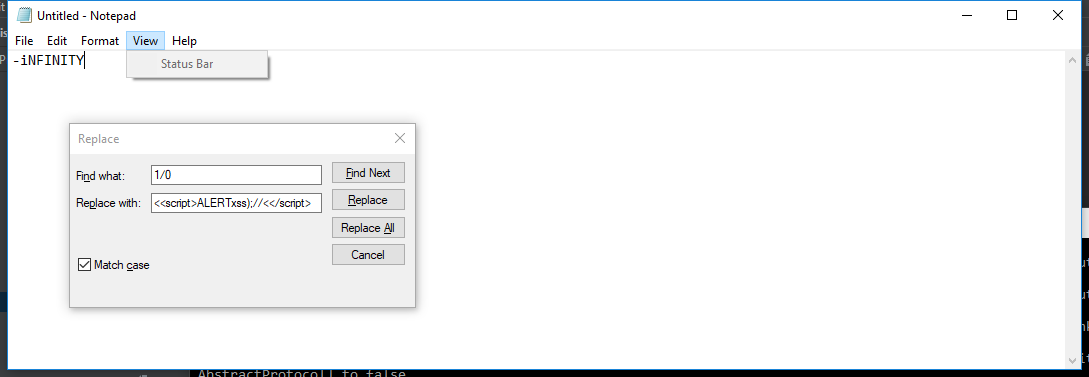 Untitled - Notepad
File Edit Format View Help
-iNFINITY
Status Bar
Replace
Find what: 1/0 Find Next
Replace with: <<script>ALERTxss);//<</script> Replace
Replace All
Match case Cancel
AbstractProtocol] to false